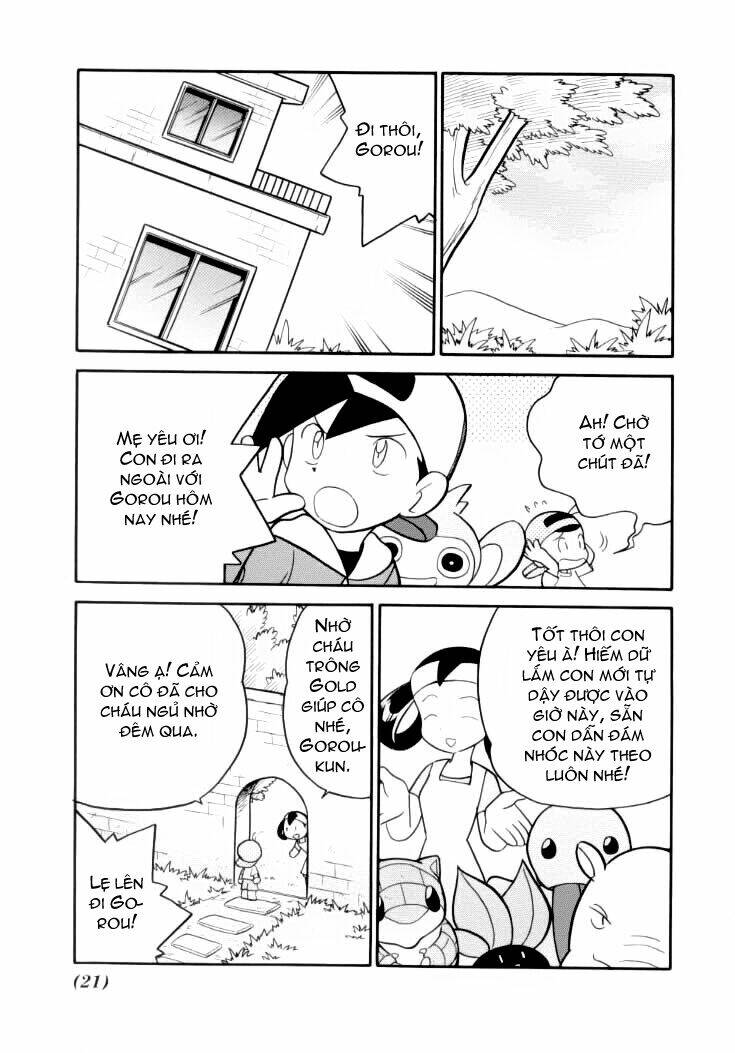 ĐI THÔI,
GOROU!
AH! CHỜ
TỚ MỘT
CHÚT ĐÃ!
MẸ YÊU ƠI!
CON ĐI RA
NGOÀI VỚI
GOROU HÔM
NAY NHÉ!
TỐT THÔI CON
YÊU À! HIẾM DỮ
LẮM CON MỚI TỰ
DẬY ĐƯỢC VÀO
GIỜ NÀY, SẴN
CON DẪN ĐÁM
NHÓC NÀY THEO
LUÔN NHÉ!
NHỜ
CHÁU
TRÔNG
GOLD
GIÚP CÔ
NHÉ,
GOROU-
KUN.
VÂNG Ạ! CẢM
ƠN CÔ ĐÃ CHO
CHÁU NGỦ NHỜ
ĐÊM QUA.
LẸ LÊN
ĐI GO-
ROU!
(21)